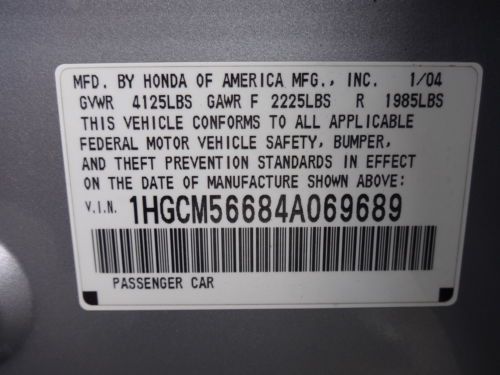 MFD. BY HONDA OF AMERICA MFG., INC. 1/04
GVWR 4125LBS GAWR F 2225LBS R 1985LBS
THIS VEHICLE CONFORMS TO ALL APPLICABLE
FEDERAL MOTOR VEHICLE SAFETY, BUMPER,
AND THEFT PREVENTION STANDARDS IN EFFECT
ON THE DATE OF MANUFACTURE SHOWN ABOVE:
V.I.N. 1HGCM56684A069689
PASSENGER CAR